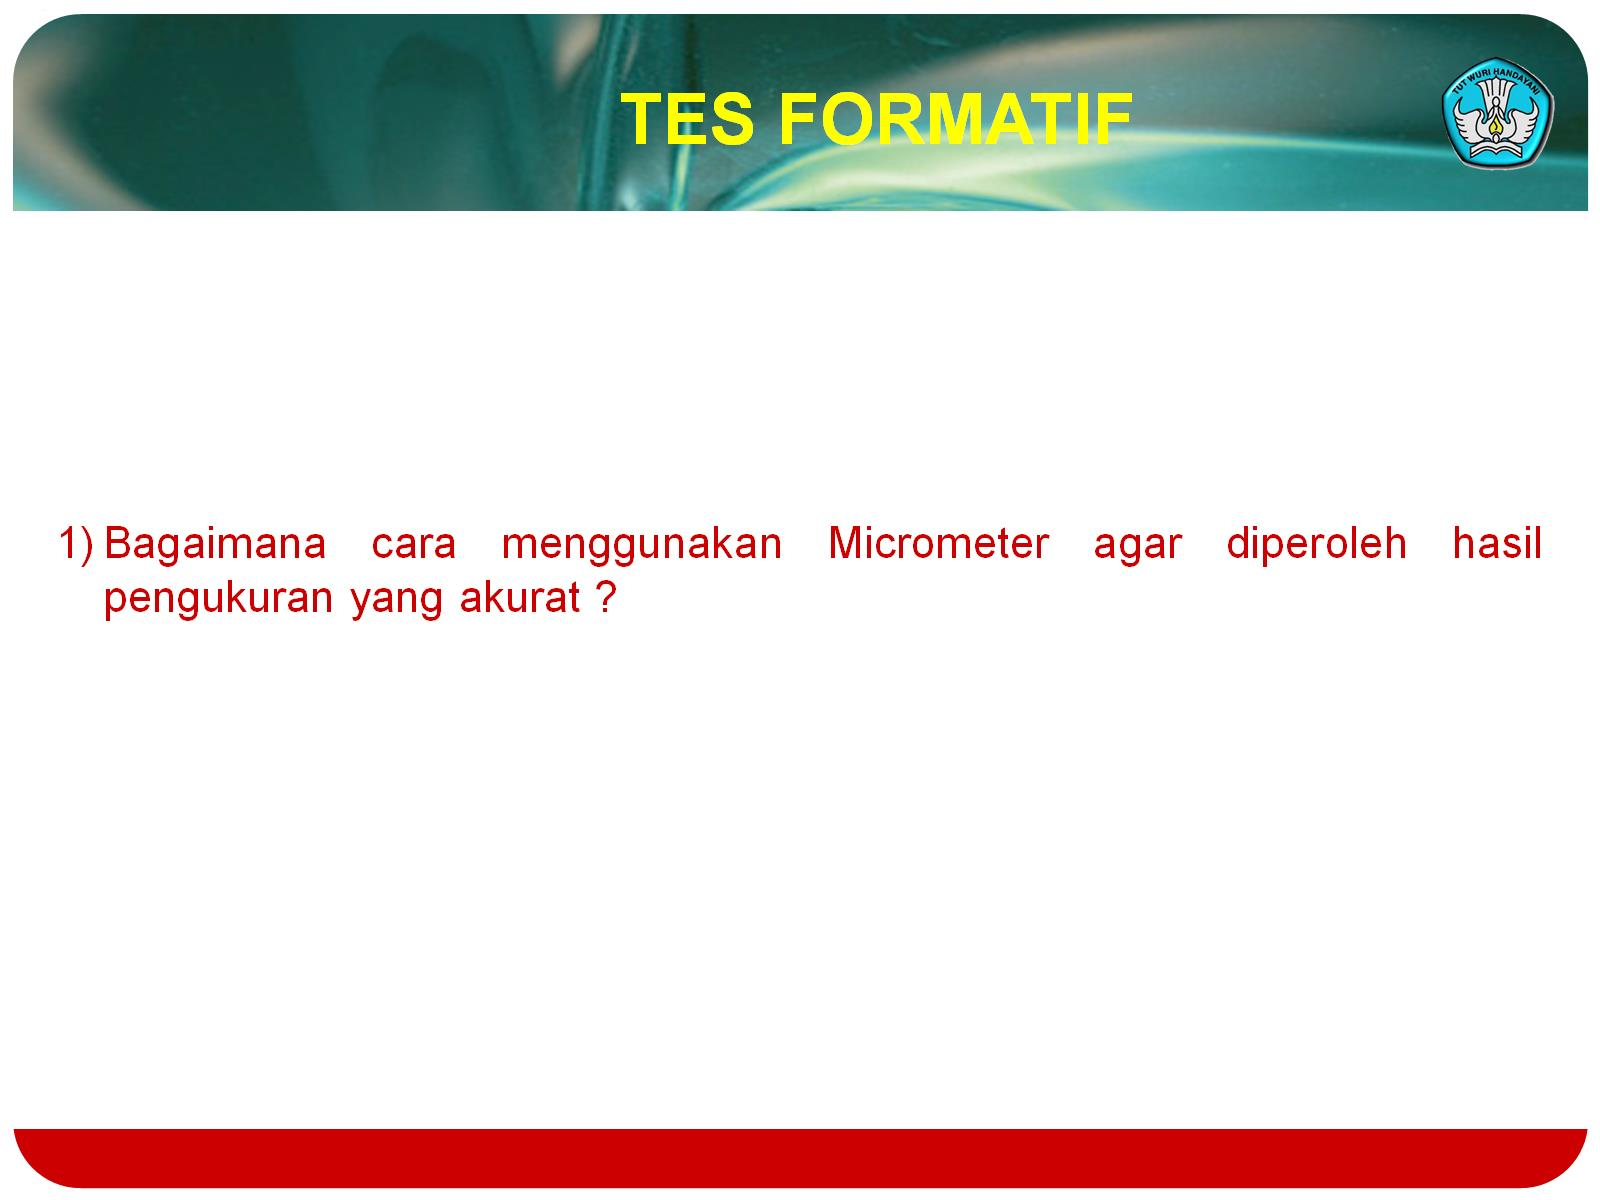 TES FORMATIF
TUT WURI HANDAYANI
1) Bagaimana cara menggunakan Micrometer agar diperoleh hasil
pengukuran yang akurat ?